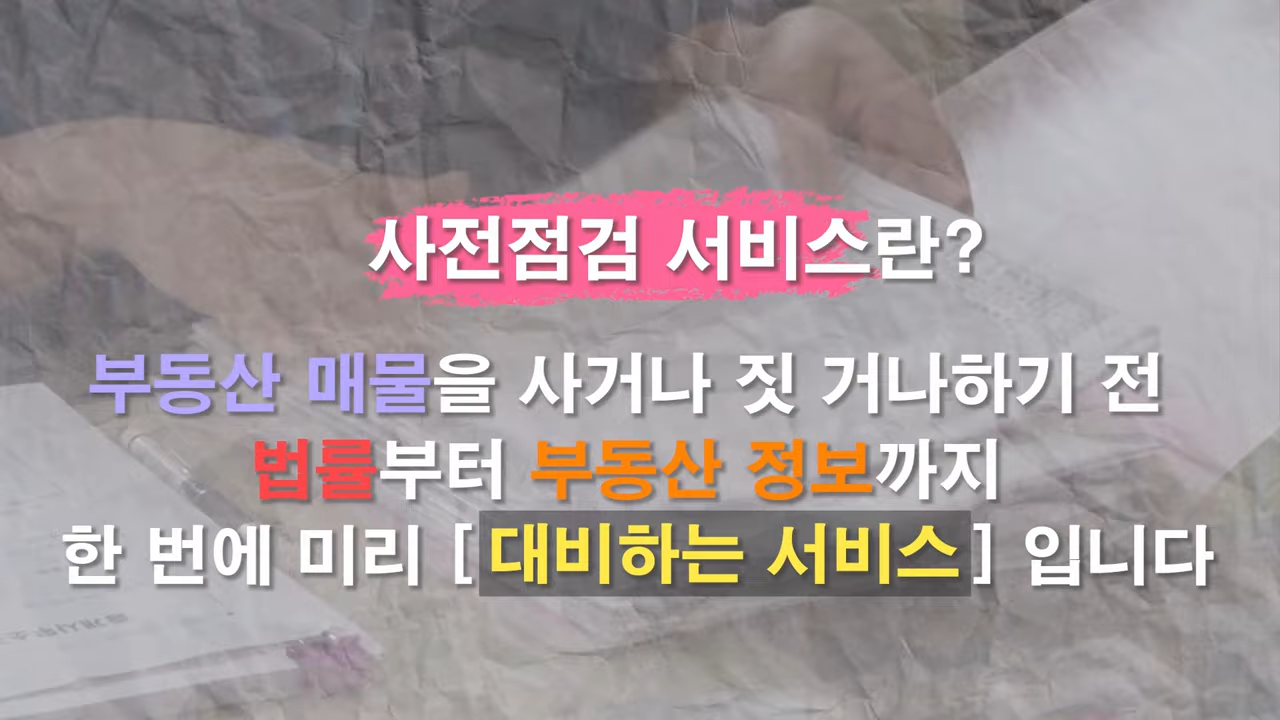 사전점검 서비스란?
부동산 매물을 사거나 짓 거나하기 전
법률부터 부동산 정보까지
한 번에 미리 [대비하는 서비스] 입니다